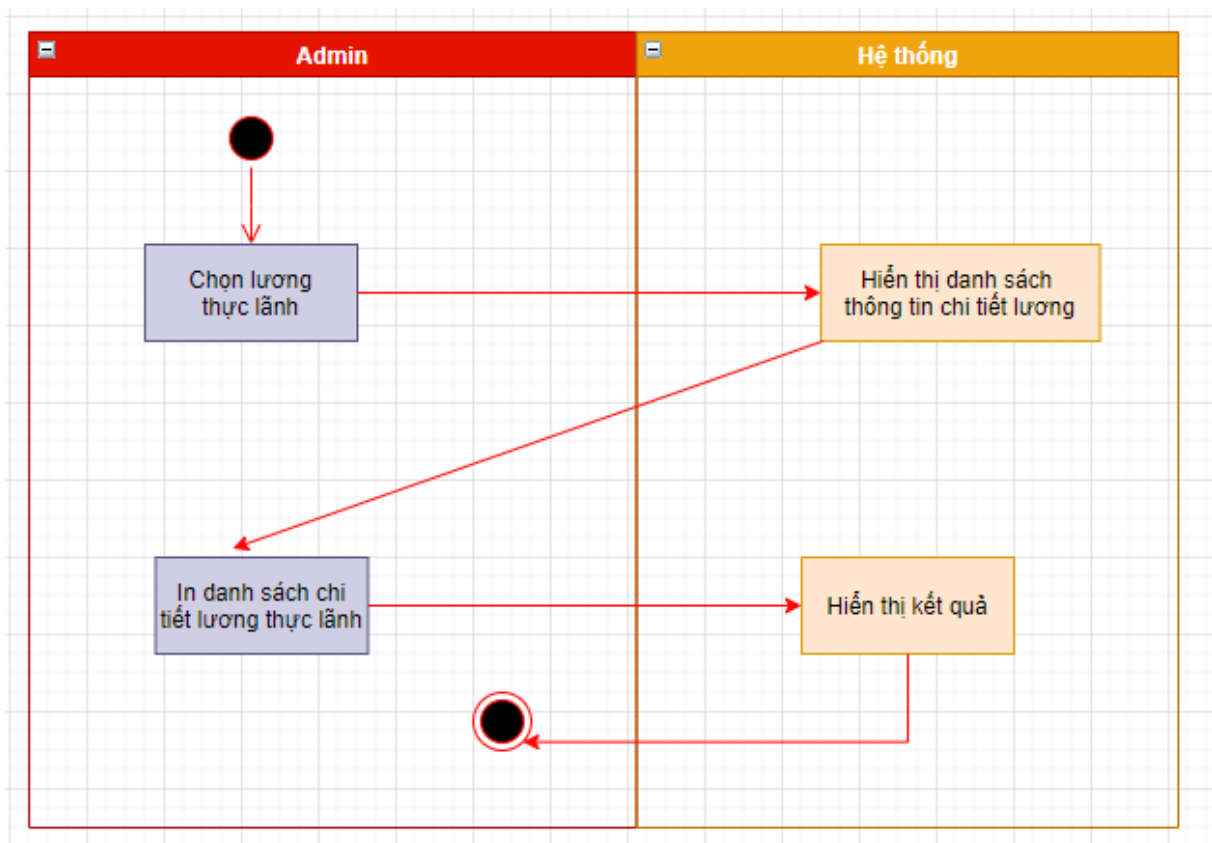 Admin
Hệ thống
Chọn lương
thực lãnh
Hiển thị danh sách
thông tin chi tiết lương
In danh sách chi
tiết lương thực lãnh
Hiển thị kết quả